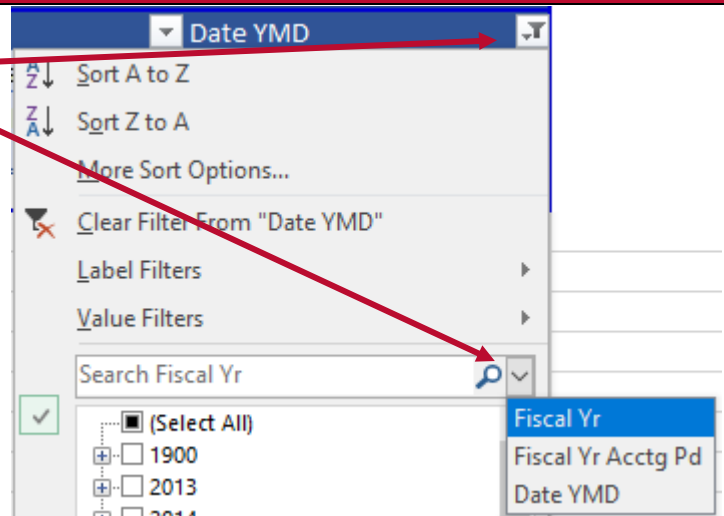 Date YMD
Sort A to Z
Sort Z to A
More Sort Options...
Clear Filter From "Date YMD"
Label Filters
Value Filters
Search Fiscal Yr
(Select All)
1900
2013
2014
Fiscal Yr
Fiscal Yr Acctg Pd
Date YMD